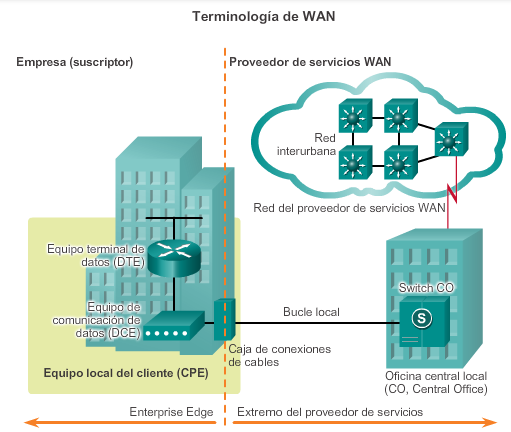 Terminología de WAN
Empresa (suscriptor)
Proveedor de servicios WAN
Red
interurbana
Red del proveedor de servicios WAN
Equipo terminal de
datos (DTE)
Switch CO
S
Equipo de
comunicación de
datos (DCE)
Bucle local
Caja de conexiones
de cables
Equipo local del cliente (CPE)
Oficina central local
(CO, Central Office)
Enterprise Edge
Extremo del proveedor de servicios